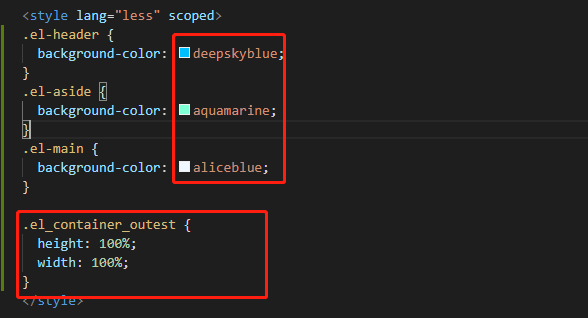 <style lang="less" scoped>
.el-header {
  background-color: deepskyblue;
}
.el-aside {
  background-color: aquamarine;
}
.el-main {
  background-color: aliceblue;
}

.el_container_outest {
  height: 100%;
  width: 100%;
}
</style>